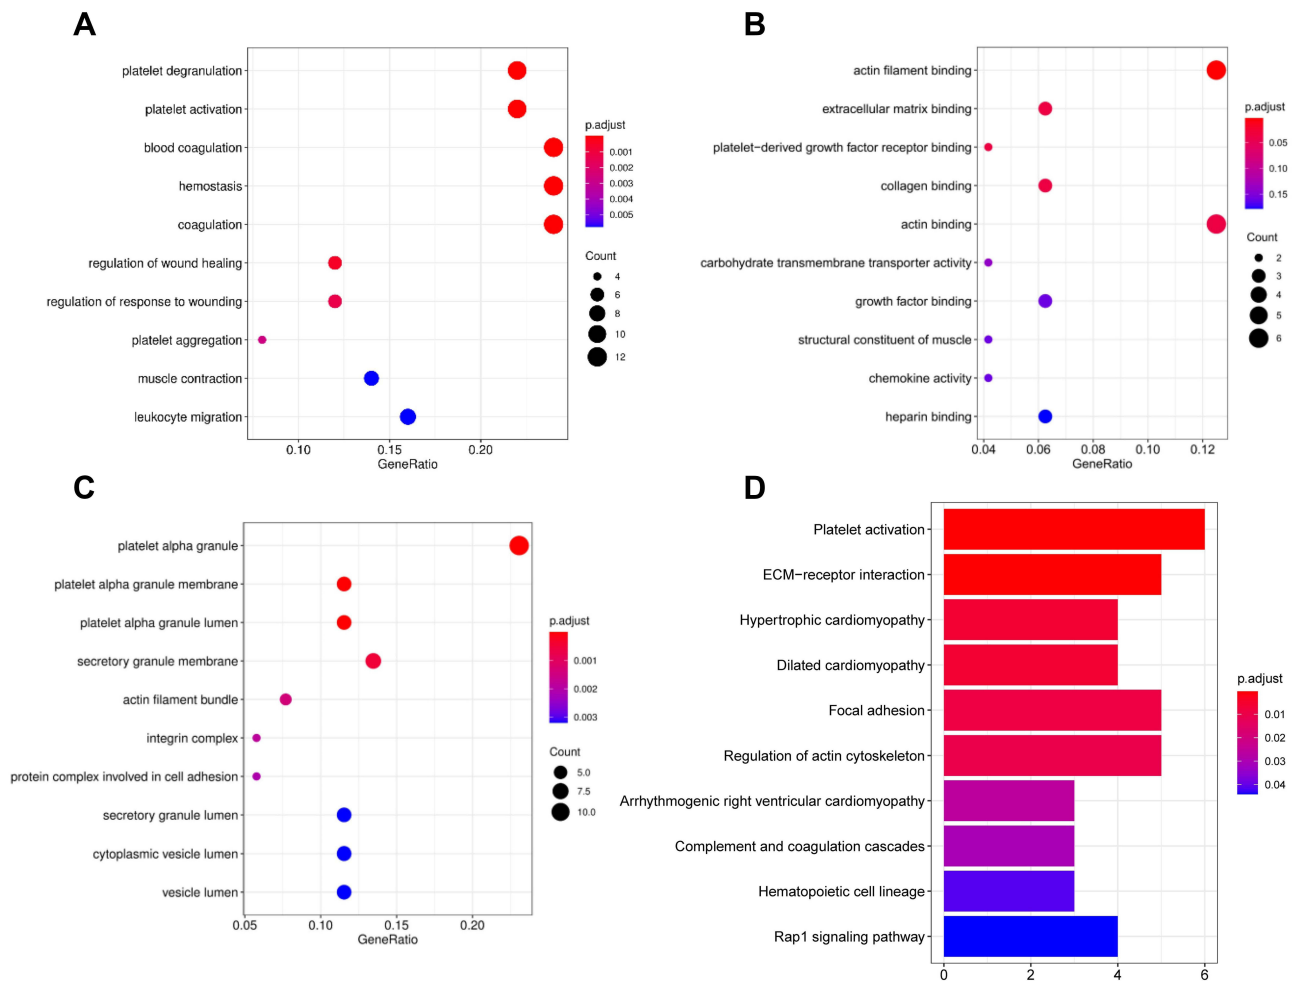 A
platelet degranulation
platelet activation
blood coagulation
hemostasis
coagulation
regulation of wound healing
regulation of response to wounding
platelet aggregation
muscle contraction
leukocyte migration
0.10 0.15 0.20
GeneRatio
p.adjust
0.001
0.002
0.003
0.004
0.005
Count
4
6
8
10
12
B
actin filament binding
extracellular matrix binding
platelet−derived growth factor receptor binding
collagen binding
actin binding
carbohydrate transmembrane transporter activity
growth factor binding
structural constituent of muscle
chemokine activity
heparin binding
0.04 0.06 0.08 0.10 0.12
GeneRatio
p.adjust
0.05
0.10
0.15
Count
2
3
4
5
6
C
platelet alpha granule
platelet alpha granule membrane
platelet alpha granule lumen
secretory granule membrane
actin filament bundle
integrin complex
protein complex involved in cell adhesion
secretory granule lumen
cytoplasmic vesicle lumen
vesicle lumen
0.05 0.10 0.15 0.20
GeneRatio
p.adjust
0.001
0.002
0.003
Count
5.0
7.5
10.0
D
Platelet activation
ECM−receptor interaction
Hypertrophic cardiomyopathy
Dilated cardiomyopathy
Focal adhesion
Regulation of actin cytoskeleton
Arrhythmogenic right ventricular cardiomyopathy
Complement and coagulation cascades
Hematopoietic cell lineage
Rap1 signaling pathway
0 2 4 6
p.adjust
0.01
0.02
0.03
0.04